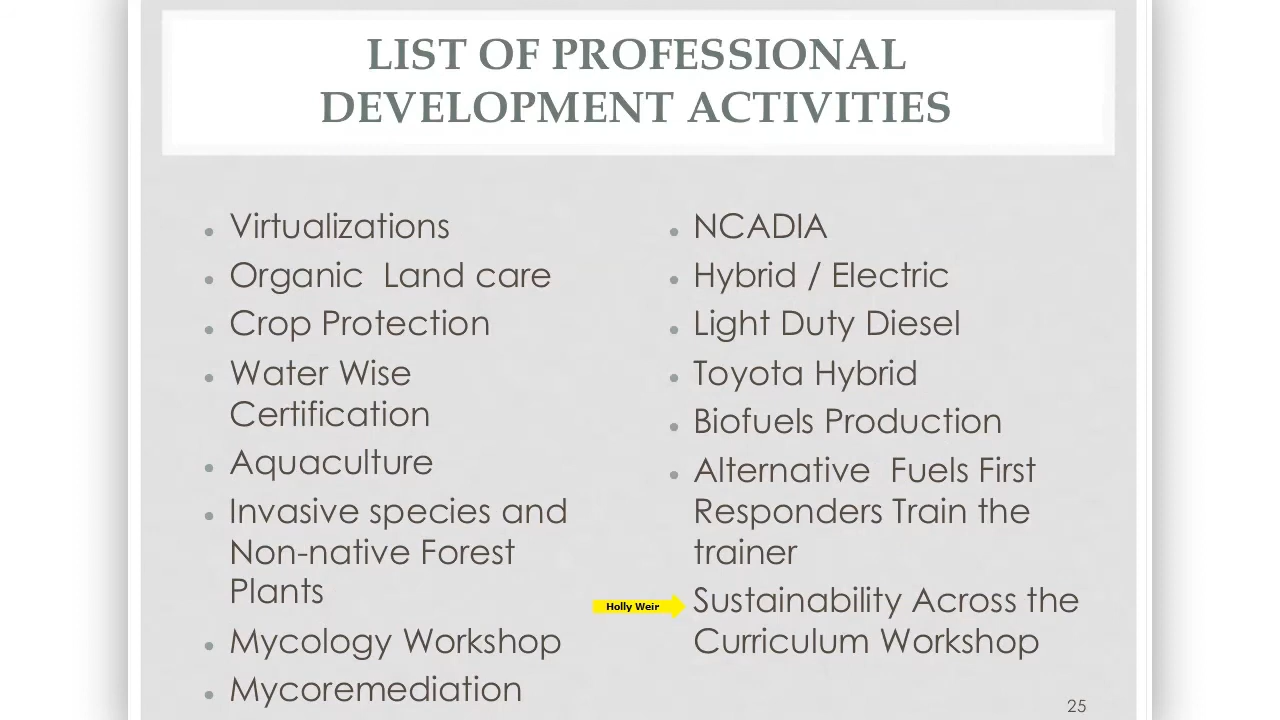 LIST OF PROFESSIONAL
DEVELOPMENT ACTIVITIES
Virtualizations
Organic  Land care
Crop Protection
Water Wise
Certification
Aquaculture
Invasive species and
Non-native Forest
Plants
Mycology Workshop
Mycoremediation
NCADIA
Hybrid / Electric
Light Duty Diesel
Toyota Hybrid
Biofuels Production
Alternative  Fuels First
Responders Train the
trainer
Holly Weir
Sustainability Across the
Curriculum Workshop
25